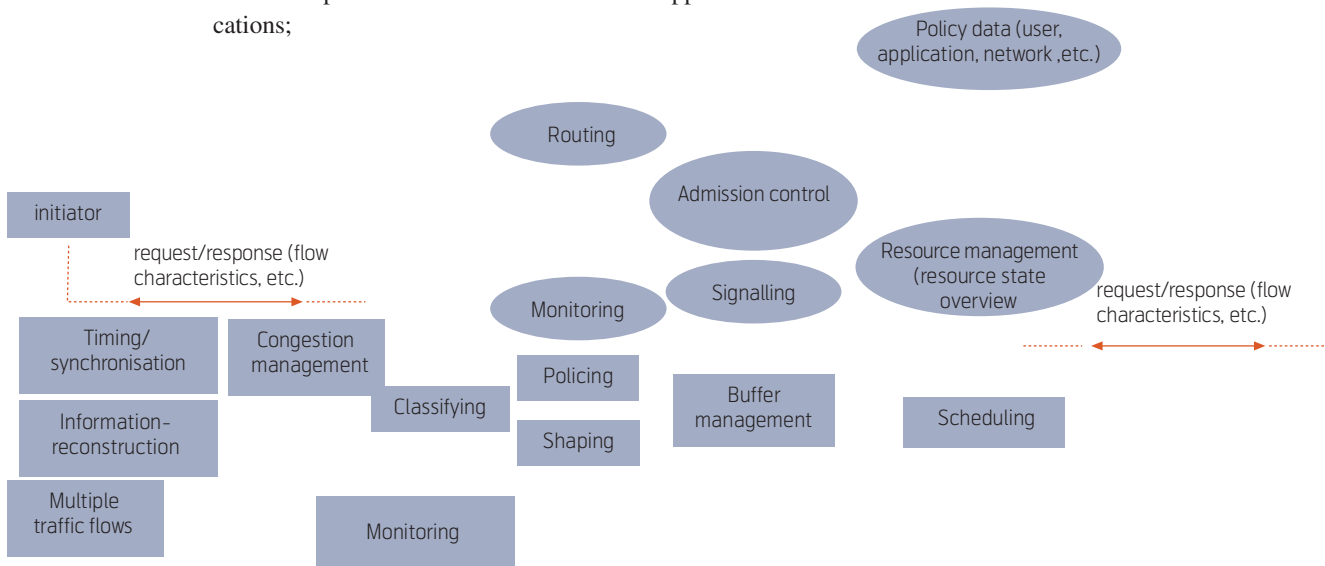 cations;
Policy data (user,
application, network ,etc.)
Routing
Admission control
initiator
request/response (flow
characteristics, etc.)
Resource management
(resource state
overview
Monitoring
Signalling
request/response (flow
characteristics, etc.)
Timing/
synchronisation
Congestion
management
Policing
Classifying
Buffer
management
Scheduling
Information-
reconstruction
Shaping
Multiple
traffic flows
Monitoring